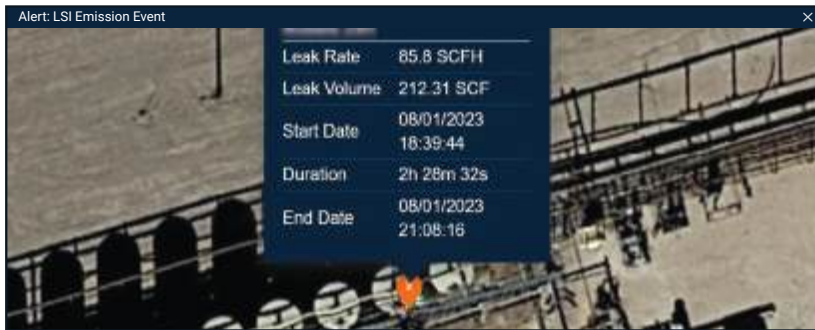 Alert: LSI Emission Event
Leak Rate 85.8 SCFH
Leak Volume 212.31 SCF
Start Date 08/01/2023
18:39:44
Duration 2h 28m 32s
End Date 08/01/2023
21:08:16